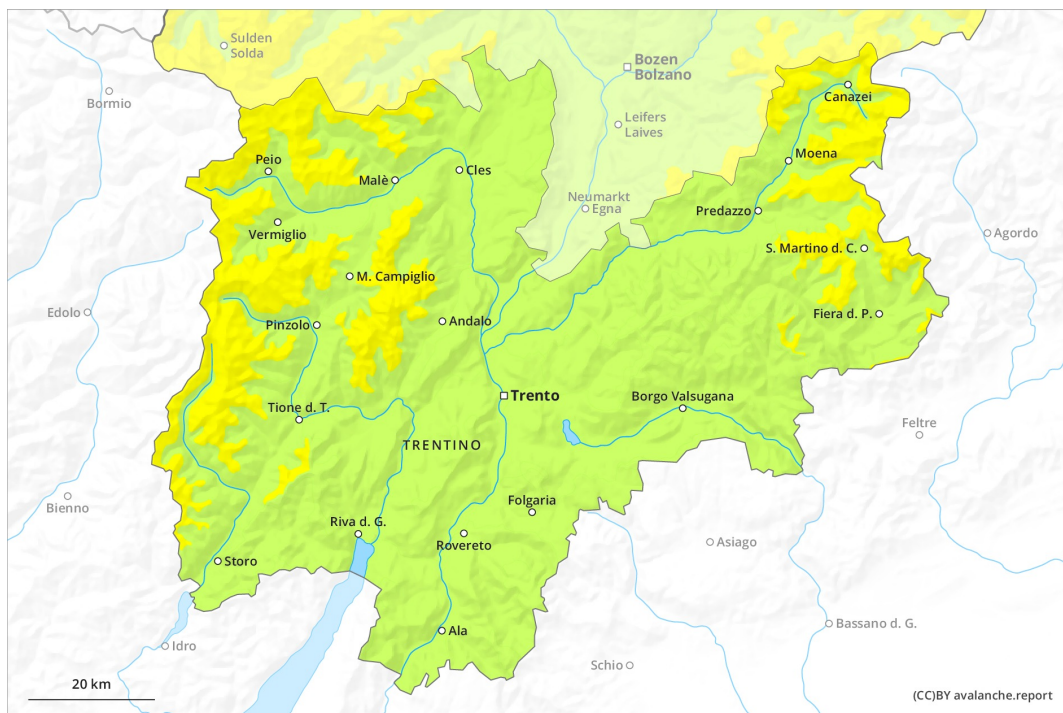 Sulden
Solda
Bozen
Bolzano
Bormio
Canazei
Leifers
Laives
Moena
Peio
Malè
Cles
Neumarkt
Egna
Predazzo
Vermiglio
Agordo
S. Martino d. C.
M. Campiglio
Edolo
Fiera d. P.
Pinzolo
Andalo
Trento
Borgo Valsugana
Tione d. T.
Feltre
TRENTINO
Bienno
Folgaria
Riva d. G.
Rovereto
Asiago
Storo
Bassano d. G.
Ala
Idro
Schio
20 km
(CC)BY avalanche.report